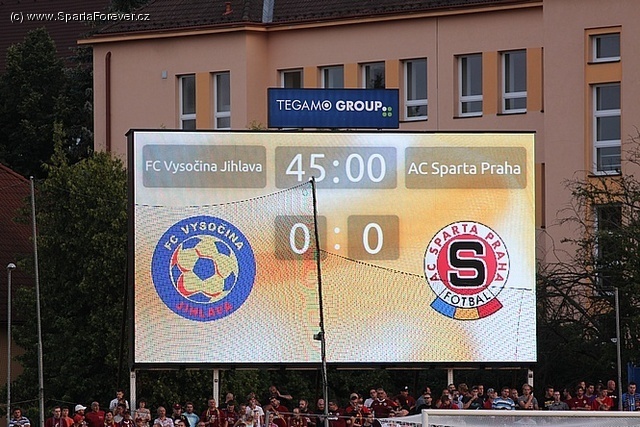 (c) www.SpartaForever.cz
TEGAMO GROUP
FC Vysočina Jihlava
45:00
AC Sparta Praha
0 : 0
FC VYSOČINA
JIHLAVA
AC SPARTA PRAHA
S
FOTBAL